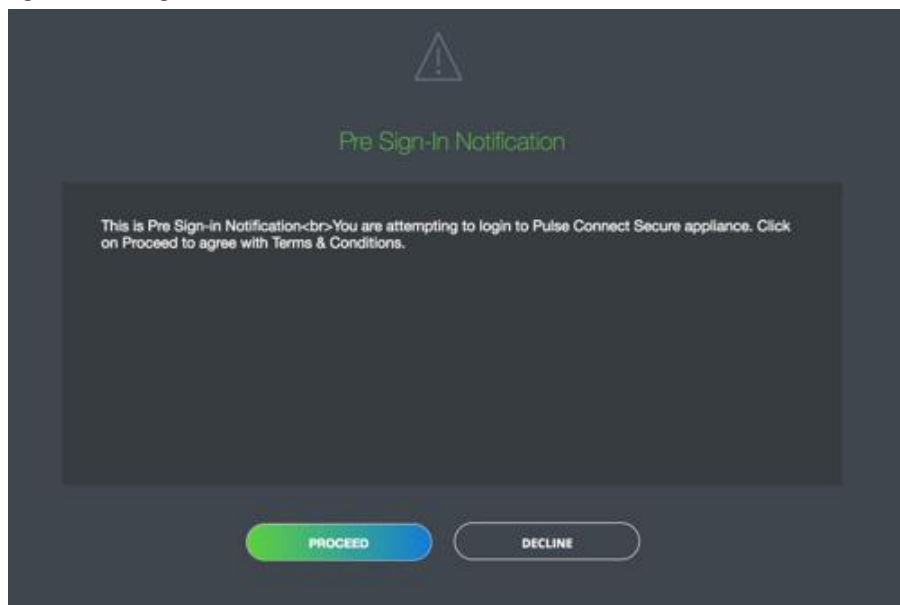 Pre Sign-In Notification
This is Pre Sign-in Notification<br>You are attempting to login to Pulse Connect Secure appliance. Click
on Proceed to agree with Terms & Conditions.
PROCEED
DECLINE